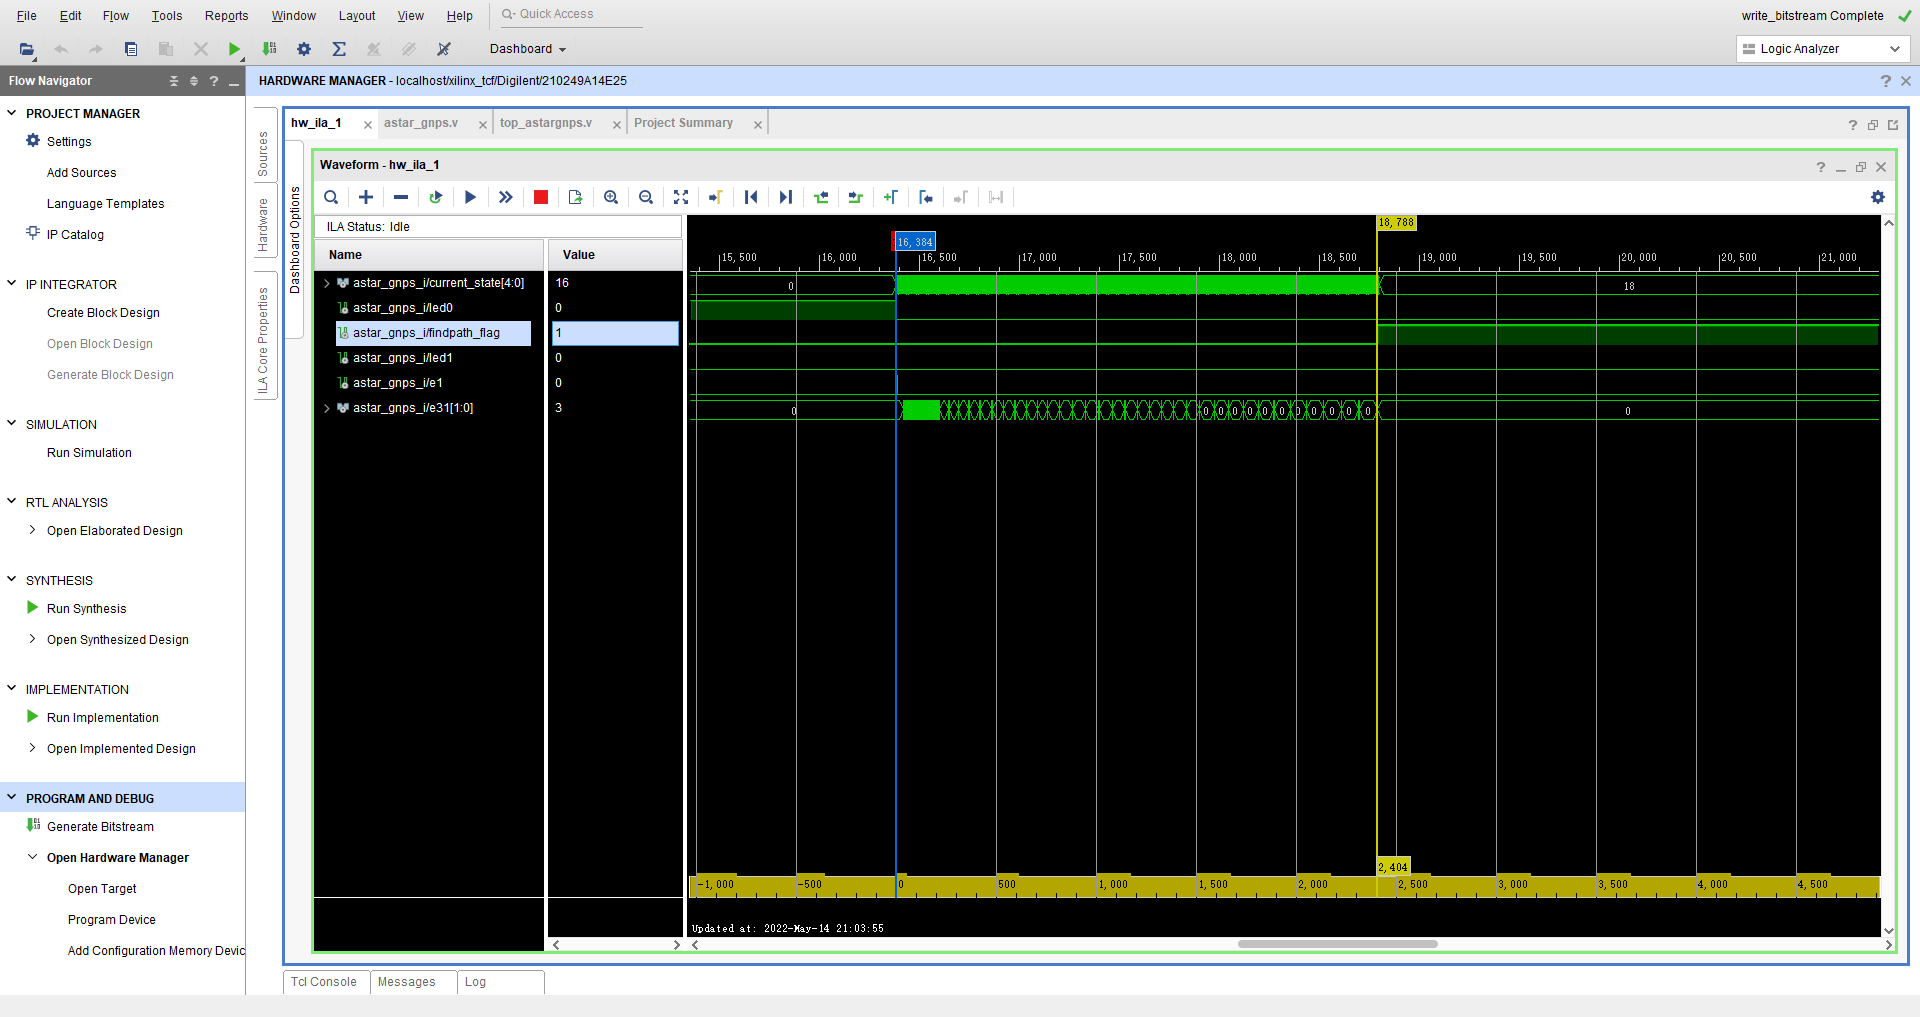 File Edit Flow Tools Reports Window Layout View Help Quick Access write_bitstream Complete
Dashboard Logic Analyzer
Flow Navigator
HARDWARE MANAGER - localhost/xilinx_tcf/Digilent/210249A14E25
PROJECT MANAGER
Settings
Add Sources
Language Templates
IP Catalog
IP INTEGRATOR
Create Block Design
Open Block Design
Generate Block Design
SIMULATION
Run Simulation
RTL ANALYSIS
Open Elaborated Design
SYNTHESIS
Run Synthesis
Open Synthesized Design
IMPLEMENTATION
Run Implementation
Open Implemented Design
PROGRAM AND DEBUG
Generate Bitstream
Open Hardware Manager
Open Target
Program Device
Add Configuration Memory Devic
Sources
Hardware
ILA Core Properties
Dashboard Options
hw_ila_1 astar_gnps.v top_astargnps.v Project Summary
Waveform - hw_ila_1
ILA Status: Idle
Name Value
astar_gnps_i/current_state[4:0] 16
astar_gnps_i/led0 0
astar_gnps_i/findpath_flag 1
astar_gnps_i/led1 0
astar_gnps_i/e1 0
astar_gnps_i/e31[1:0] 3
18,788
16,384
15,500 16,000 16,500 17,000 17,500 18,000 18,500 19,000 19,500 20,000 20,500 21,000
0 18
0 0 0 0 0 0 0 0 0 0 0 0 0
2,404
-1,000 -500 0 500 1,000 1,500 2,000 2,500 3,000 3,500 4,000 4,500
Updated at: 2022-May-14 21:03:55
Tcl Console Messages Log